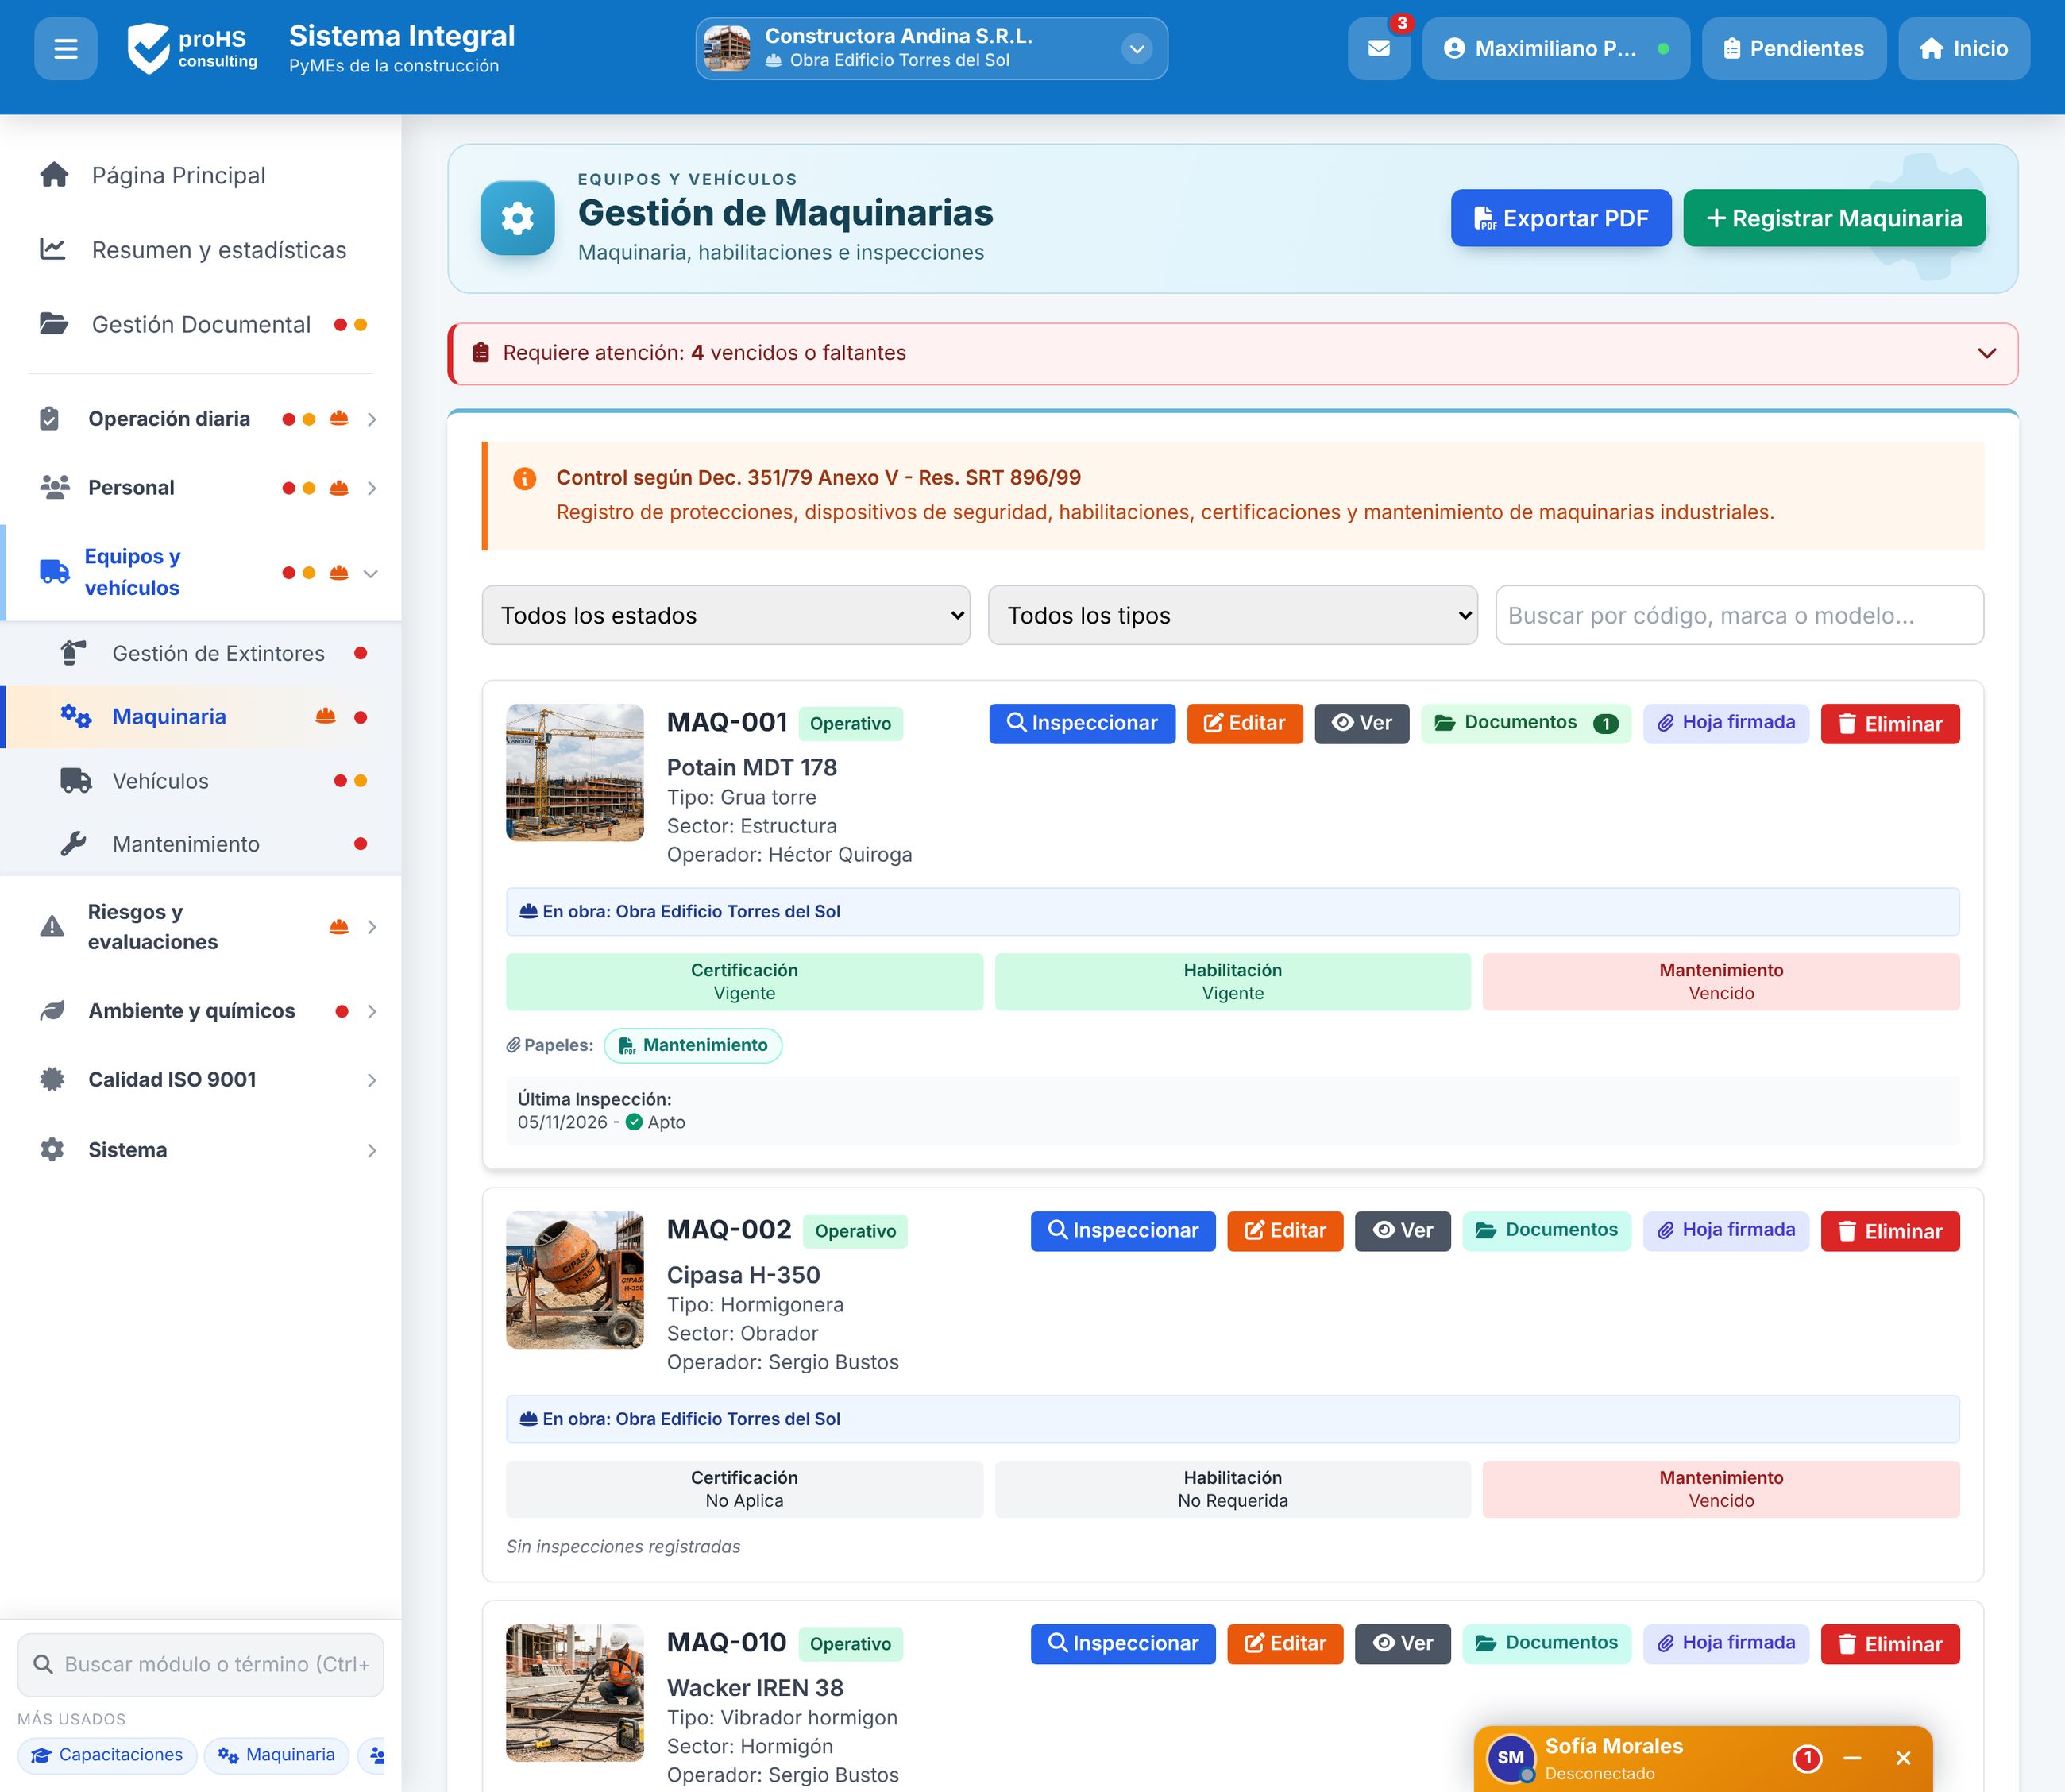 proHS
consulting
Sistema Integral
PyMEs de la construcción
Constructora Andina S.R.L.
Obra Edificio Torres del Sol
3
Maximiliano P...
Pendientes
Inicio
Página Principal
Resumen y estadísticas
Gestión Documental
Operación diaria
Personal
Equipos y
vehículos
Gestión de Extintores
Maquinaria
Vehículos
Mantenimiento
Riesgos y
evaluaciones
Ambiente y químicos
Calidad ISO 9001
Sistema
Buscar módulo o término (Ctrl+
MÁS USADOS
Capacitaciones
Maquinaria
EQUIPOS Y VEHÍCULOS
Gestión de Maquinarias
Maquinaria, habilitaciones e inspecciones
PDF Exportar PDF
Registrar Maquinaria
Requiere atención: 4 vencidos o faltantes
Control según Dec. 351/79 Anexo V - Res. SRT 896/99
Registro de protecciones, dispositivos de seguridad, habilitaciones, certificaciones y mantenimiento de maquinarias industriales.
Todos los estados
Todos los tipos
Buscar por código, marca o modelo...
MAQ-001 Operativo
Inspeccionar
Editar
Ver
Documentos 1
Hoja firmada
Eliminar
Potain MDT 178
Tipo: Grua torre
Sector: Estructura
Operador: Héctor Quiroga
ANDINA
En obra: Obra Edificio Torres del Sol
Certificación
Vigente
Habilitación
Vigente
Mantenimiento
Vencido
Papeles: PDF Mantenimiento
Última Inspección:
05/11/2026 - Apto
MAQ-002 Operativo
Inspeccionar
Editar
Ver
Documentos
Hoja firmada
Eliminar
Cipasa H-350
Tipo: Hormigonera
Sector: Obrador
Operador: Sergio Bustos
CIPASA
H-350
CIPASA
H-350
En obra: Obra Edificio Torres del Sol
Certificación
No Aplica
Habilitación
No Requerida
Mantenimiento
Vencido
Sin inspecciones registradas
MAQ-010 Operativo
Inspeccionar
Editar
Ver
Documentos
Hoja firmada
Eliminar
Wacker IREN 38
Tipo: Vibrador hormigon
Sector: Hormigón
Operador: Sergio Bustos
SM
Sofía Morales
Desconectado
1